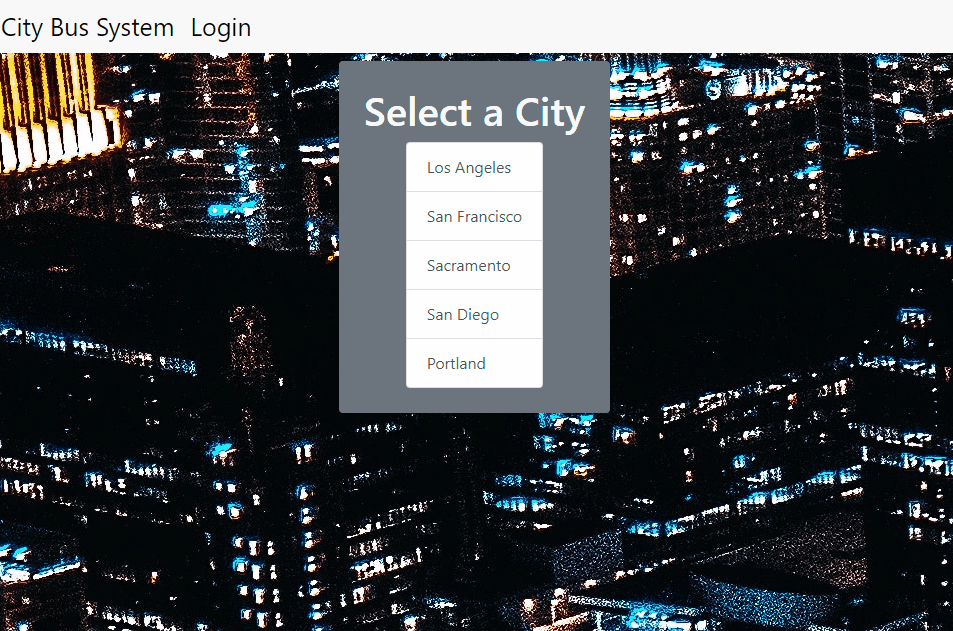 City Bus System Login
Select a City
Los Angeles
San Francisco
Sacramento
San Diego
Portland